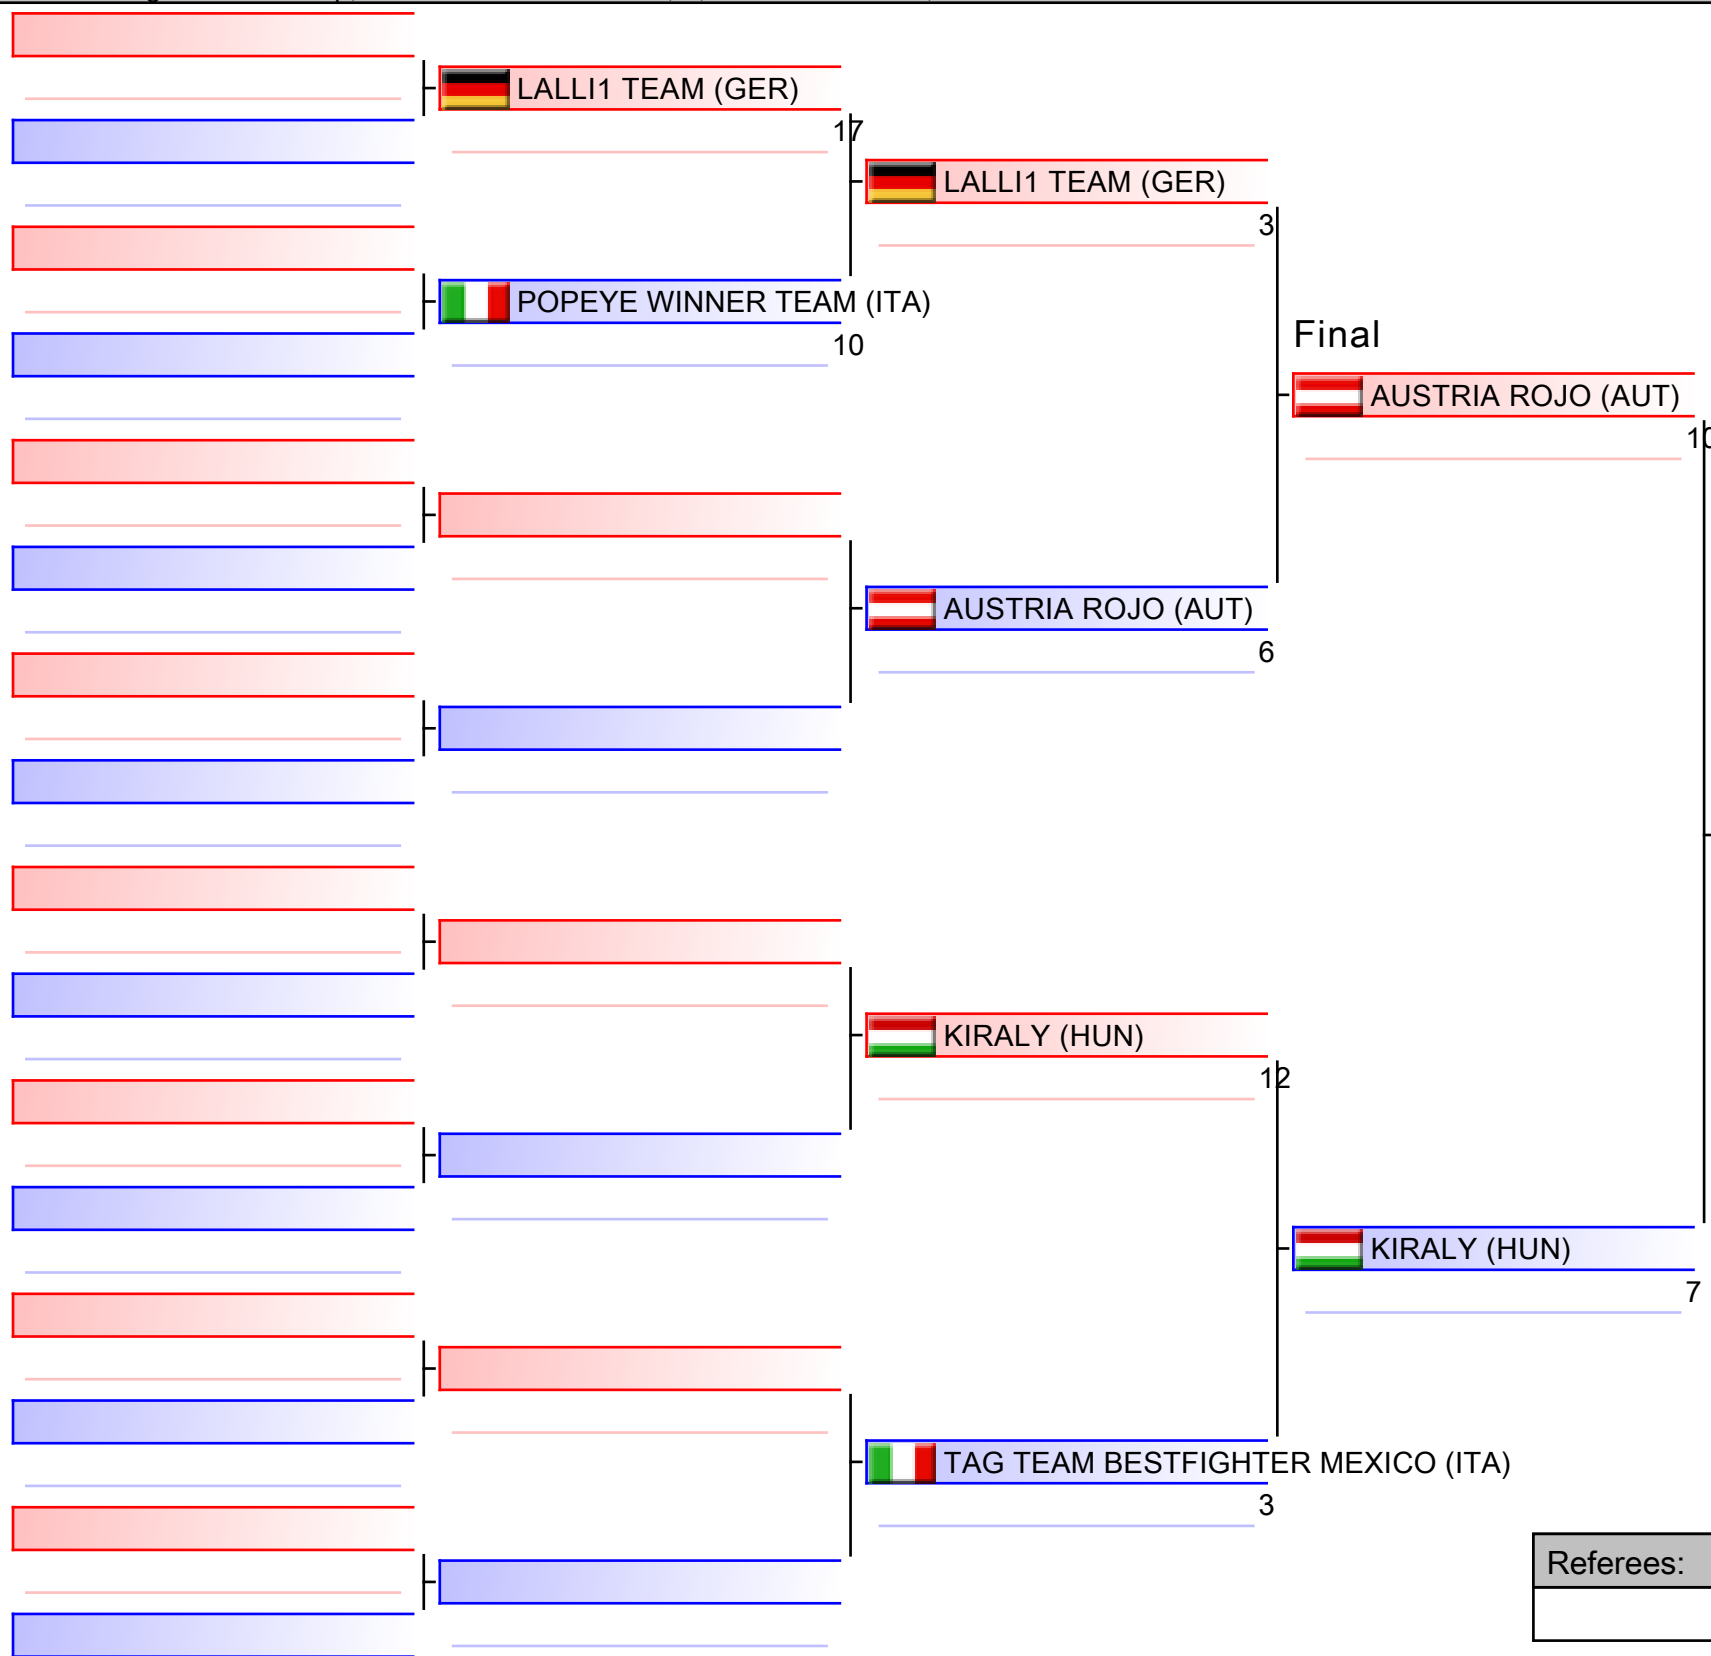 LALLI1 TEAM (GER)
17
LALLI1 TEAM (GER)
3
POPEYE WINNER TEAM (ITA)
10
Final
AUSTRIA ROJO (AUT)
10
AUSTRIA ROJO (AUT)
6
KIRALY (HUN)
12
KIRALY (HUN)
7
TAG TEAM BESTFIGHTER MEXICO (ITA)
3
Referees: